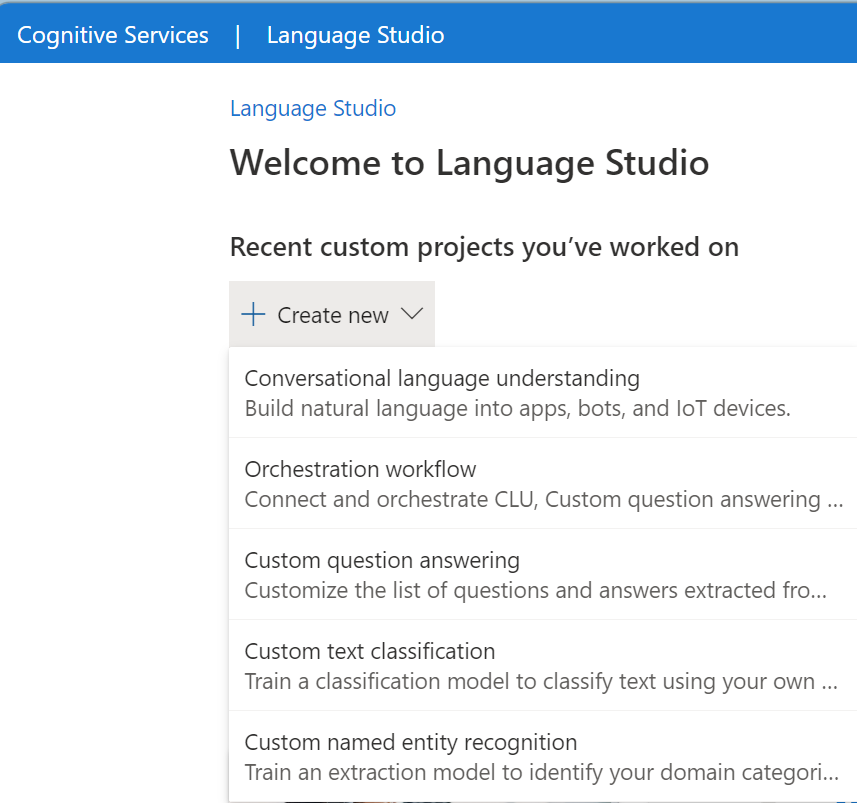 Cognitive Services | Language Studio
Language Studio
Welcome to Language Studio
Recent custom projects you’ve worked on
Create new
Conversational language understanding
Build natural language into apps, bots, and IoT devices.
Orchestration workflow
Connect and orchestrate CLU, Custom question answering ...
Custom question answering
Customize the list of questions and answers extracted fro...
Custom text classification
Train a classification model to classify text using your own ...
Custom named entity recognition
Train an extraction model to identify your domain categori...